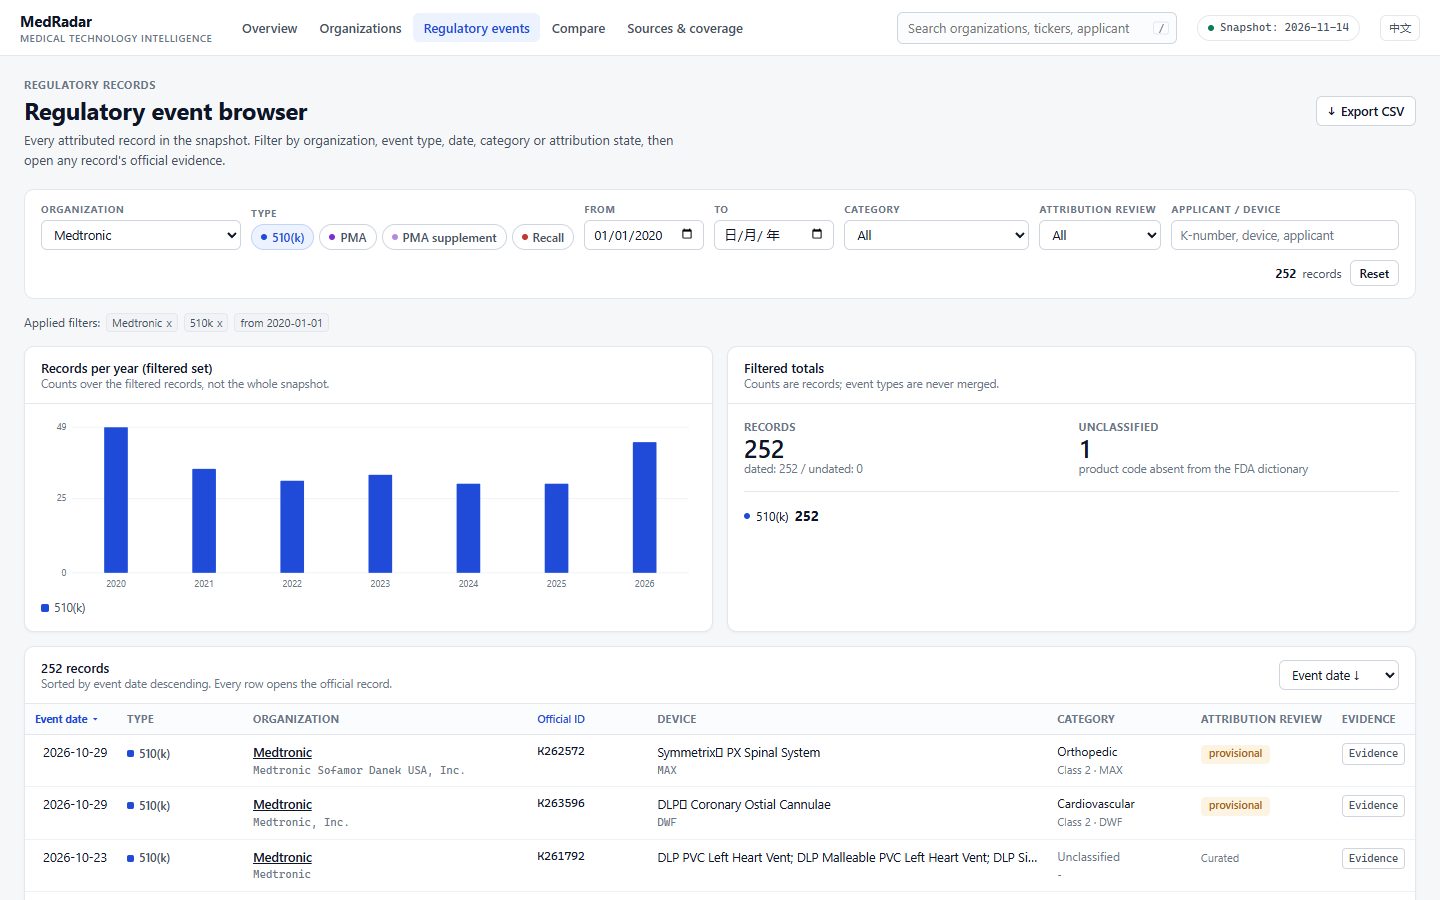 MedRadar
MEDICAL TECHNOLOGY INTELLIGENCE
Overview
Organizations
Regulatory events
Compare
Sources & coverage
Search organizations, tickers, applicant
/
Snapshot: 2026-11-14
中文
REGULATORY RECORDS
Regulatory event browser
Every attributed record in the snapshot. Filter by organization, event type, date, category or attribution state, then
open any record's official evidence.
↓ Export CSV
ORGANIZATION
Medtronic
TYPE
510(k)
PMA
PMA supplement
Recall
FROM
01/01/2020
TO
日/月/年
CATEGORY
All
ATTRIBUTION REVIEW
All
APPLICANT / DEVICE
K-number, device, applicant
252 records
Reset
Applied filters:
Medtronic x
510k x
from 2020-01-01
Records per year (filtered set)
Counts over the filtered records, not the whole snapshot.
49
25
0
2020
2021
2022
2023
2024
2025
2026
510(k)
Filtered totals
Counts are records; event types are never merged.
RECORDS
252
dated: 252 / undated: 0
UNCLASSIFIED
1
product code absent from the FDA dictionary
510(k) 252
252 records
Sorted by event date descending. Every row opens the official record.
Event date ↓
Event date
TYPE
ORGANIZATION
Official ID
DEVICE
CATEGORY
ATTRIBUTION REVIEW
EVIDENCE
2026-10-29
510(k)
Medtronic
Medtronic Sofamor Danek USA, Inc.
K262572
Symmetrix▯ PX Spinal System
MAX
Orthopedic
Class 2 · MAX
provisional
Evidence
2026-10-29
510(k)
Medtronic
Medtronic, Inc.
K263596
DLP▯ Coronary Ostial Cannulae
DWF
Cardiovascular
Class 2 · DWF
provisional
Evidence
2026-10-23
510(k)
Medtronic
Medtronic
K261792
DLP PVC Left Heart Vent; DLP Malleable PVC Left Heart Vent; DLP Si...
Unclassified
-
Curated
Evidence